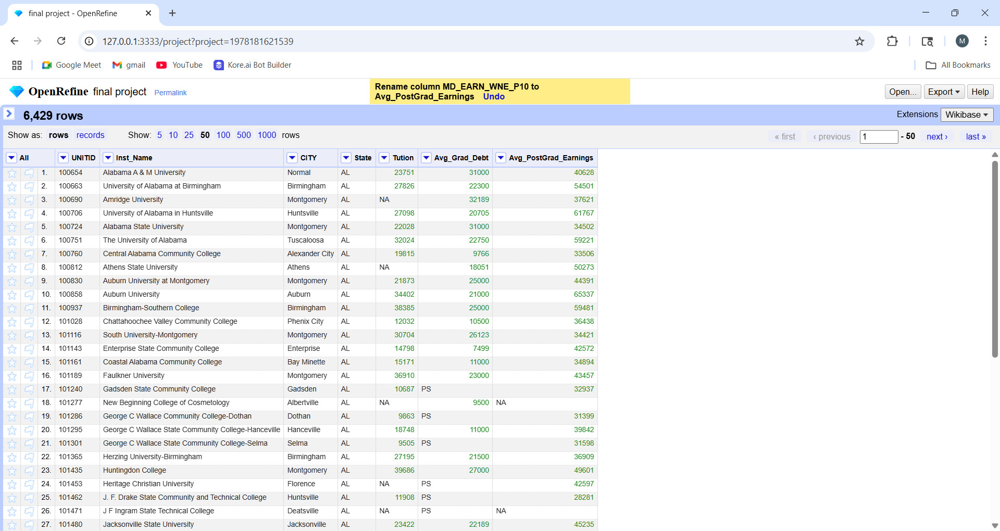 final project - OpenRefine
127.0.0.1:3333/project?project=1978181621539
M
Google Meet gmail YouTube Kore.ai Bot Builder All Bookmarks
OpenRefine final project Permalink
Rename column MD_EARN_WNE_P10 to
Avg_PostGrad_Earnings Undo
Open... Export Help
6,429 rows
Extensions Wikibase
Show as: rows records Show: 5 10 25 50 100 500 1000 rows
« first ‹ previous 1 - 50 next › last »
All UNITID Inst_Name CITY State Tution Avg_Grad_Debt Avg_PostGrad_Earnings
1. 100654 Alabama A & M University Normal AL 23751 31000 40628
2. 100663 University of Alabama at Birmingham Birmingham AL 27826 22300 54501
3. 100690 Amridge University Montgomery AL NA 32189 37621
4. 100706 University of Alabama in Huntsville Huntsville AL 27098 20705 61767
5. 100724 Alabama State University Montgomery AL 22028 31000 34502
6. 100751 The University of Alabama Tuscaloosa AL 32024 22750 59221
7. 100760 Central Alabama Community College Alexander City AL 19815 9766 33506
8. 100812 Athens State University Athens AL NA 18051 50273
9. 100830 Auburn University at Montgomery Montgomery AL 21873 25000 44391
10. 100858 Auburn University Auburn AL 34402 21000 65337
11. 100937 Birmingham-Southern College Birmingham AL 38385 25000 59481
12. 101028 Chattahoochee Valley Community College Phenix City AL 12032 10500 36438
13. 101116 South University-Montgomery Montgomery AL 30704 26123 34421
14. 101143 Enterprise State Community College Enterprise AL 14798 7499 42572
15. 101161 Coastal Alabama Community College Bay Minette AL 15171 11000 34894
16. 101189 Faulkner University Montgomery AL 36910 23000 43457
17. 101240 Gadsden State Community College Gadsden AL 10687 PS 32937
18. 101277 New Beginning College of Cosmetology Albertville AL NA 9500 NA
19. 101286 George C Wallace Community College-Dothan Dothan AL 9863 PS 31399
20. 101295 George C Wallace State Community College-Hanceville Hanceville AL 18748 11000 39842
21. 101301 George C Wallace State Community College-Selma Selma AL 9505 PS 31598
22. 101365 Herzing University-Birmingham Birmingham AL 27195 21500 36909
23. 101435 Huntingdon College Montgomery AL 39686 27000 49601
24. 101453 Heritage Christian University Florence AL NA PS 42597
25. 101462 J. F. Drake State Community and Technical College Huntsville AL 11908 PS 28281
26. 101471 J F Ingram State Technical College Deatsville AL NA PS NA
27. 101480 Jacksonville State University Jacksonville AL 23422 22189 45235